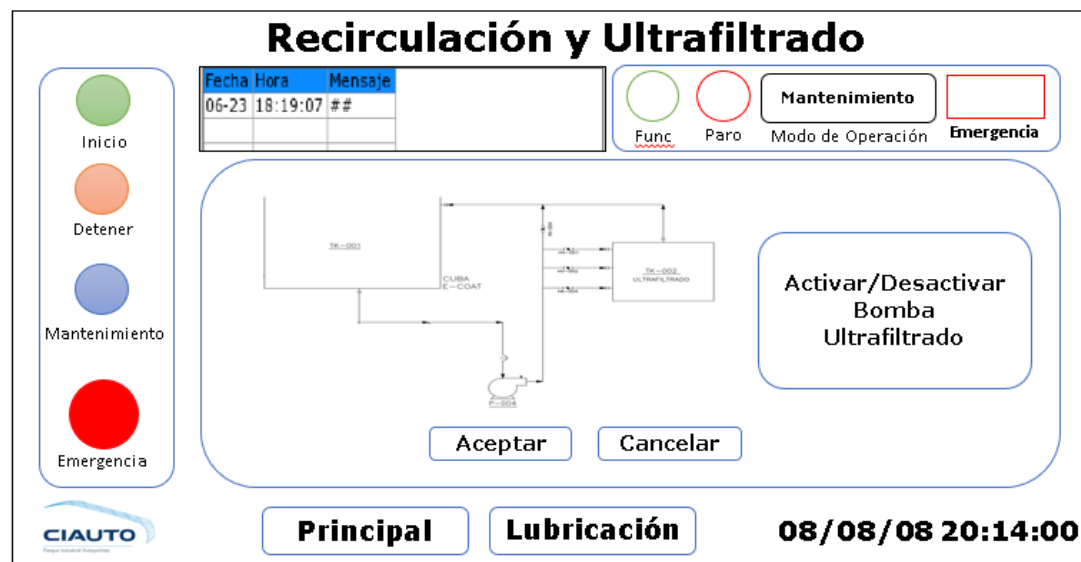 Recirculación y Ultrafiltrado
Inicio
Detener
Mantenimiento
Emergencia
Fecha Hora Mensaje
06-23 18:19:07 ##
Func
Paro
Mantenimiento
Modo de Operación
Emergencia
TK-001
CUBA
E-COAT
TK-002
ULTRAFILTRADO
P-004
Activar/Desactivar
Bomba
Ultrafiltrado
Aceptar
Cancelar
CIAUTO
Principal
Lubricación
08/08/08 20:14:00